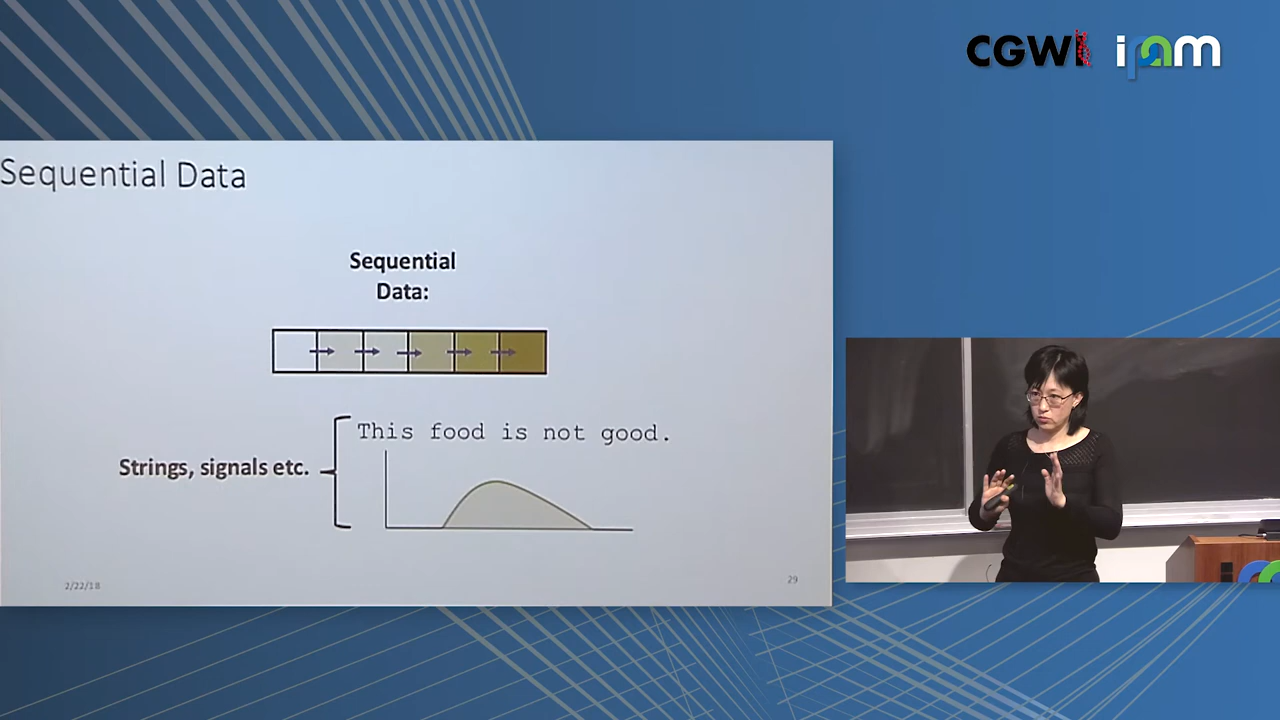 CGWI ipam
Sequential Data
Sequential
Data:
This food is not good.
Strings, signals etc.
2/22/18
29